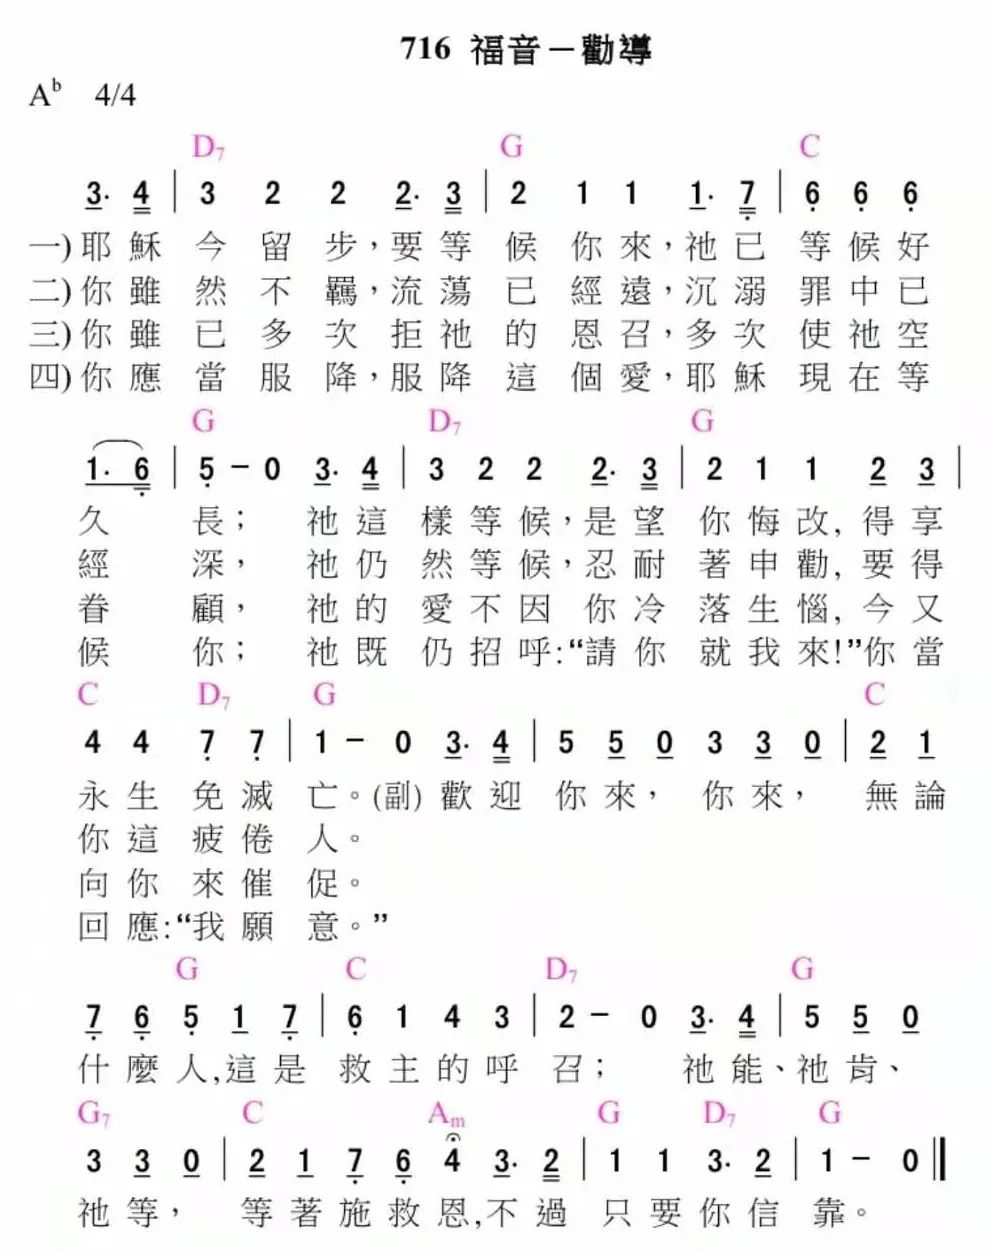 716 福音－勸導
A♭ 4/4
D7 G C
3· 4 | 3 2 2 2· 3 | 2 1 1 1· 7 | 6 6 6
一)耶穌 今留步，要等 候你來，祂已 等候好
二)你雖 然不羈，流蕩 已經遠，沉溺 罪中已
三)你雖 已多次 拒祂 的恩召，多次 使祂空
四)你應 當服降，服降 這個愛，耶穌 現在等
G D7 G
1· 6 | 5 – 0 3· 4 | 3 2 2 2· 3 | 2 1 1 2 3 |
久 長； 祂這 樣等候，是望 你悔改，得享
經 深， 祂仍 然等候，忍耐 著申勸，要得
眷 顧， 祂的 愛不因 你冷 落生惱，今又
候 你； 祂既 仍招呼:“請你 就我來!”你當
C D7 G C
4 4 7 7 | 1 – 0 3· 4 | 5 5 0 3 3 0 | 2 1
永生 免滅 亡。(副) 歡迎 你來， 你來， 無論
你這 疲倦 人。
向你 來催 促。
回應:“我願 意。”
G C D7 G
7 6 5 1 7 | 6 1 4 3 | 2 – 0 3· 4 | 5 5 0
什麼人,這是 救主的呼 召； 祂能、祂肯、
G7 C Am G D7 G
3 3 0 | 2 1 7 6 4 3· 2 | 1 1 3· 2 | 1 – 0 ||
祂等， 等著施救恩,不過 只要你信 靠。